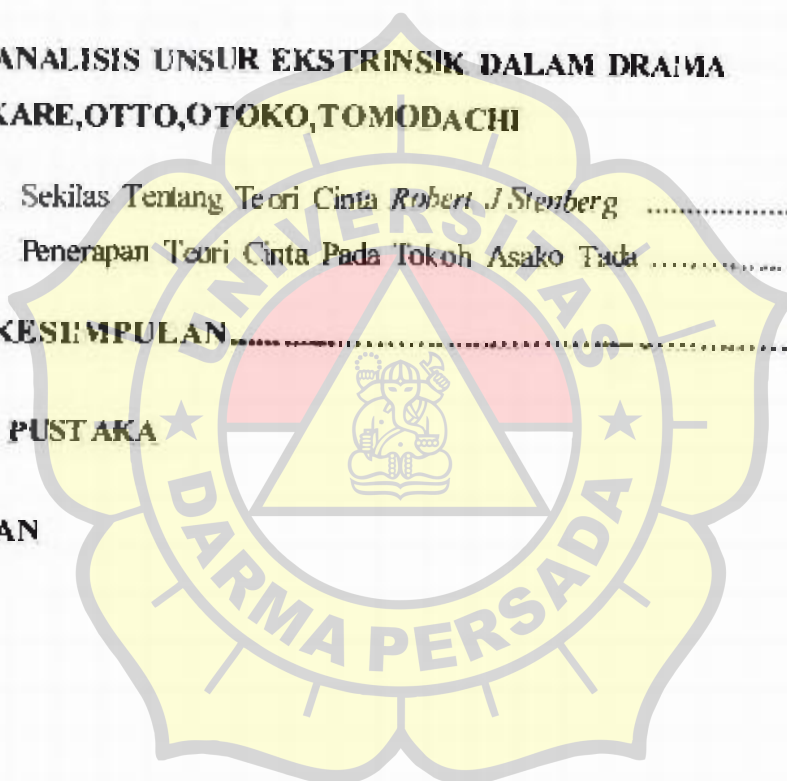 ANALISIS UNSUR EKSTRINSIK DALAM DRAMA
KARE,OTTO,OTOKO,TOMODACHI
Sekilas Tentang Teori Cinta Robert J Stenberg ................
Penerapan Teori Cinta Pada Tokoh Asako Tada ...............
KESIMPULAN............................................................
PUSTAKA
AN
UNIVERSITAS
DARMA PERSADA